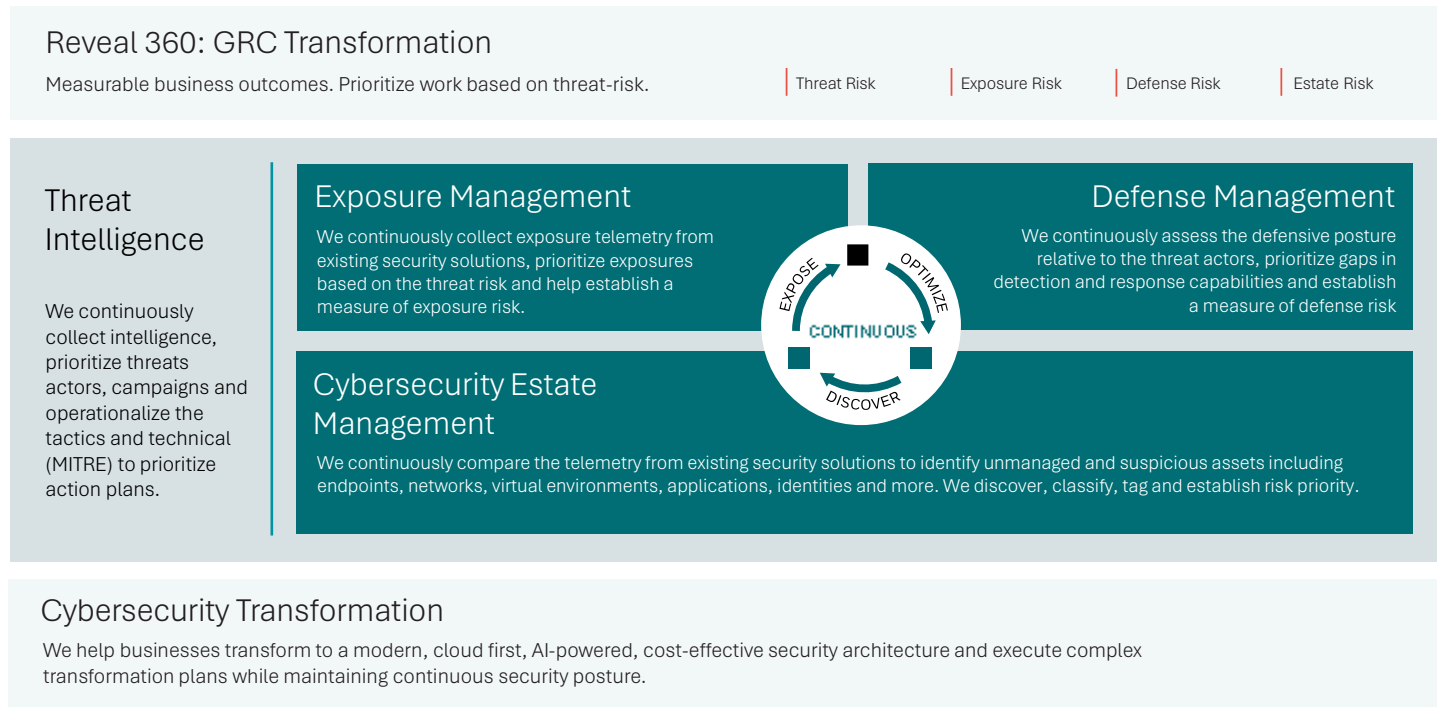 Reveal 360: GRC Transformation
Measurable business outcomes. Prioritize work based on threat-risk.
Threat Risk
Exposure Risk
Defense Risk
Estate Risk
Threat
Intelligence
We continuously
collect intelligence,
prioritize threats
actors, campaigns and
operationalize the
tactics and technical
(MITRE) to prioritize
action plans.
Exposure Management
We continuously collect exposure telemetry from
existing security solutions, prioritize exposures
based on the threat risk and help establish a
measure of exposure risk.
Defense Management
We continuously assess the defensive posture
relative to the threat actors, prioritize gaps in
detection and response capabilities and establish
a measure of defense risk
EXPOSE
OPTIMIZE
CONTINUOUS
DISCOVER
Cybersecurity Estate
Management
We continuously compare the telemetry from existing security solutions to identify unmanaged and suspicious assets including
endpoints, networks, virtual environments, applications, identities and more. We discover, classify, tag and establish risk priority.
Cybersecurity Transformation
We help businesses transform to a modern, cloud first, AI-powered, cost-effective security architecture and execute complex
transformation plans while maintaining continuous security posture.